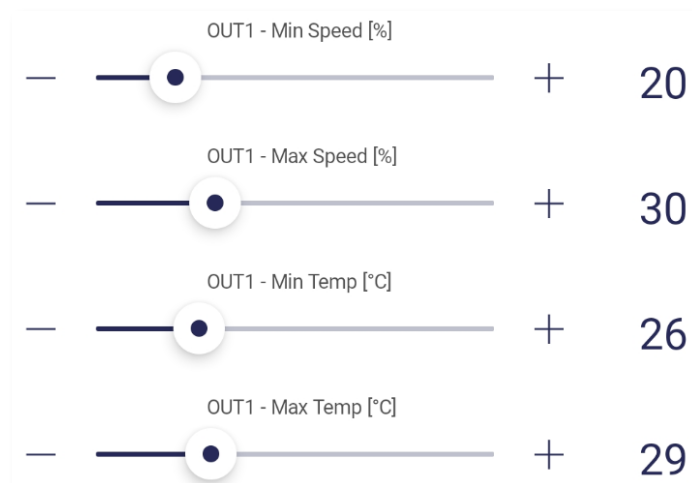 OUT1 - Min Speed [%]
— + 20
OUT1 - Max Speed [%]
— + 30
OUT1 - Min Temp [°C]
— + 26
OUT1 - Max Temp [°C]
— + 29